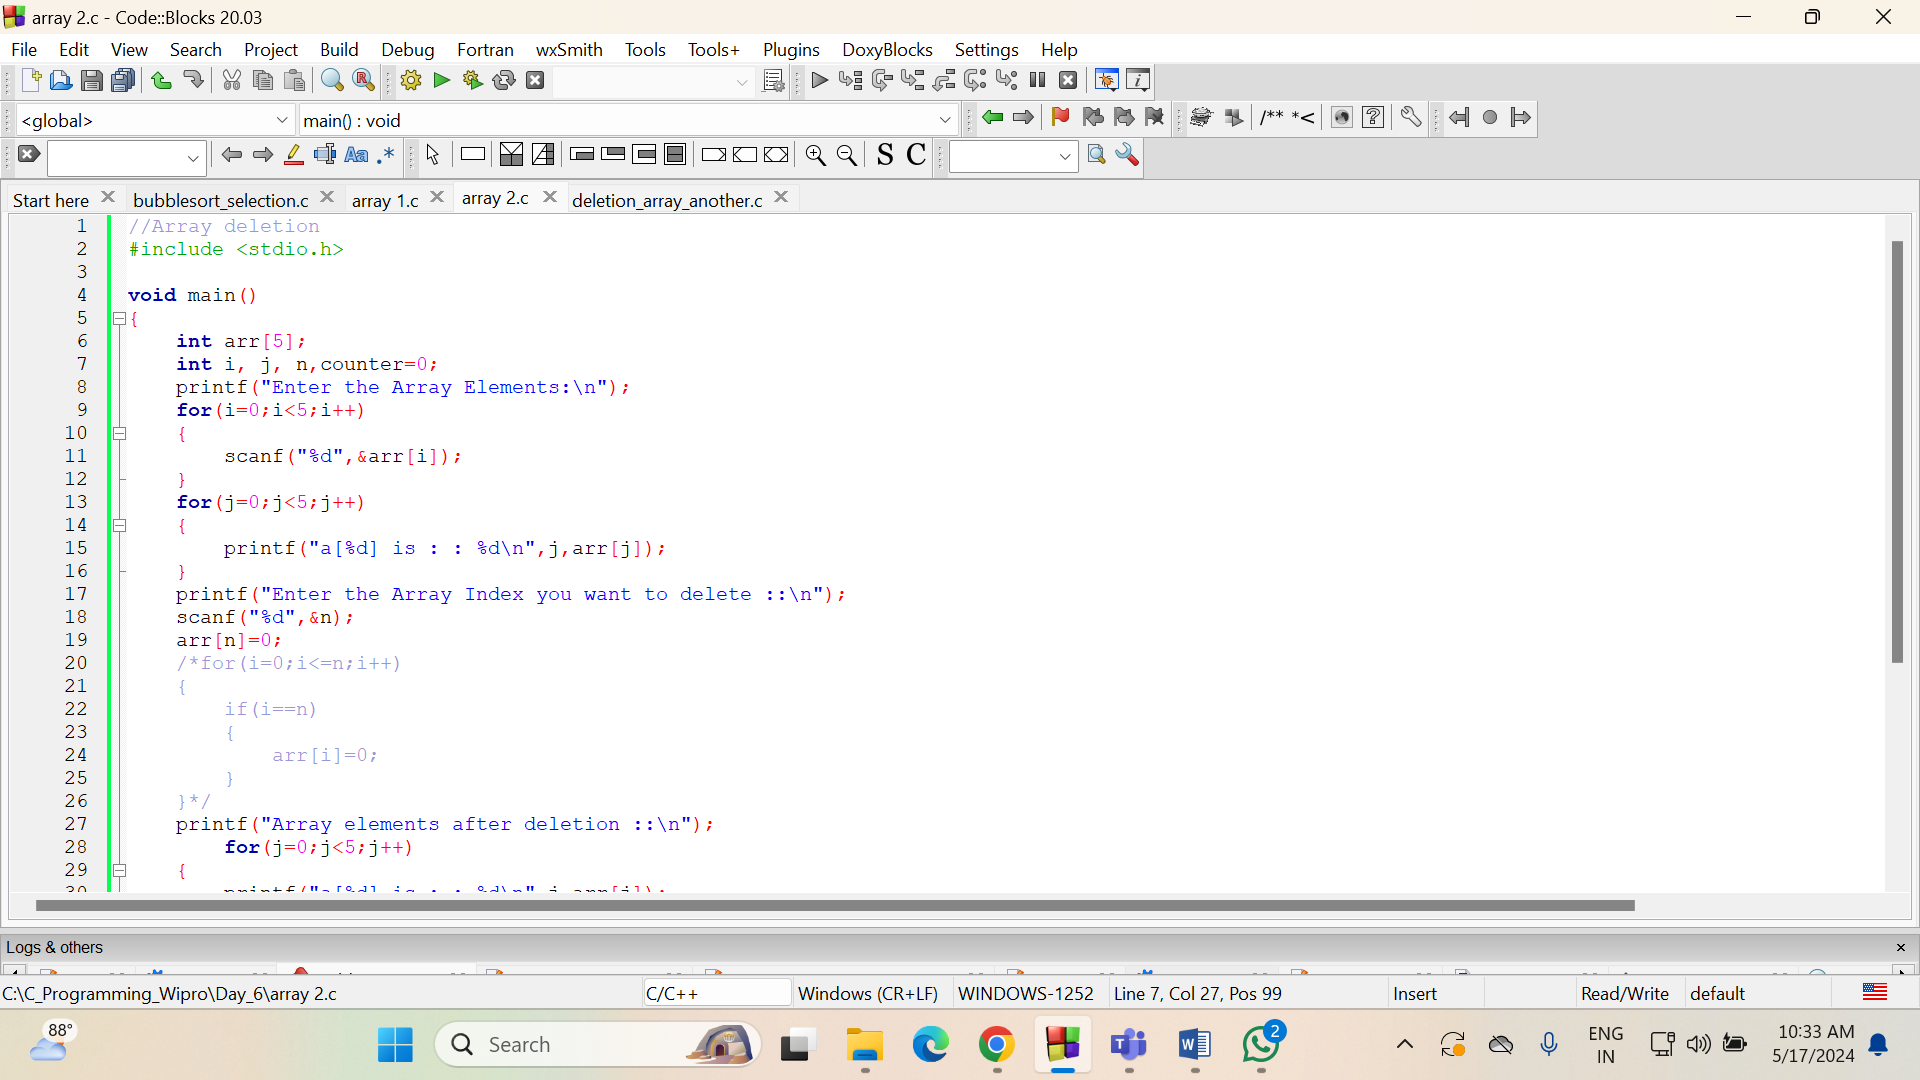 array 2.c - Code::Blocks 20.03
File Edit View Search Project Build Debug Fortran wxSmith Tools Tools+ Plugins DoxyBlocks Settings Help
<global> main() : void /** *<
Aa .* S C
Start here bubblesort_selection.c array 1.c array 2.c deletion_array_another.c
1 //Array deletion
2 #include <stdio.h>
3
4 void main()
5 {
6 int arr[5];
7 int i, j, n,counter=0;
8 printf("Enter the Array Elements:\n");
9 for(i=0;i<5;i++)
10 {
11 scanf("%d",&arr[i]);
12 }
13 for(j=0;j<5;j++)
14 {
15 printf("a[%d] is : : %d\n",j,arr[j]);
16 }
17 printf("Enter the Array Index you want to delete ::\n");
18 scanf("%d",&n);
19 arr[n]=0;
20 /*for(i=0;i<=n;i++)
21 {
22 if(i==n)
23 {
24 arr[i]=0;
25 }
26 }*/
27 printf("Array elements after deletion ::\n");
28 for(j=0;j<5;j++)
29 {
30 printf("a[%d] is : : %d\n",j,arr[j]);
Logs & others
C:\C_Programming_Wipro\Day_6\array 2.c C/C++ Windows (CR+LF) WINDOWS-1252 Line 7, Col 27, Pos 99 Insert Read/Write default
88° Search 2 ENG IN 10:33 AM 5/17/2024